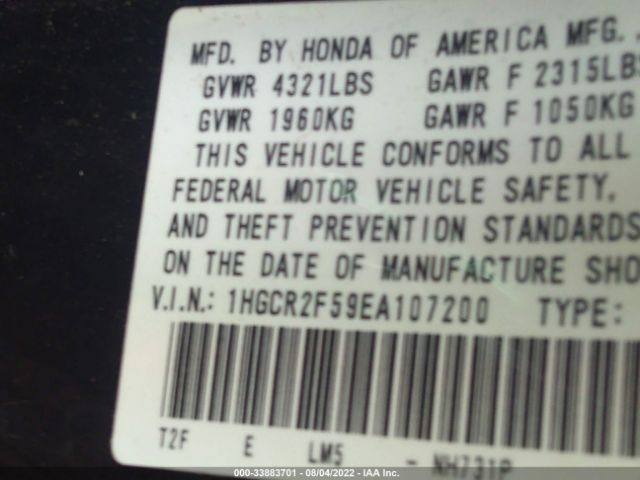 MFD. BY HONDA OF AMERICA MFG.,
GVWR 4321LBS GAWR F 2315LBS
GVWR 1960KG GAWR F 1050KG
THIS VEHICLE CONFORMS TO ALL
FEDERAL MOTOR VEHICLE SAFETY,
AND THEFT PREVENTION STANDARDS
ON THE DATE OF MANUFACTURE SHO
V.I.N.: 1HGCR2F59EA107200 TYPE:
T2F E LM5 - NH731P
000-33883701 - 08/04/2022 - IAA Inc.